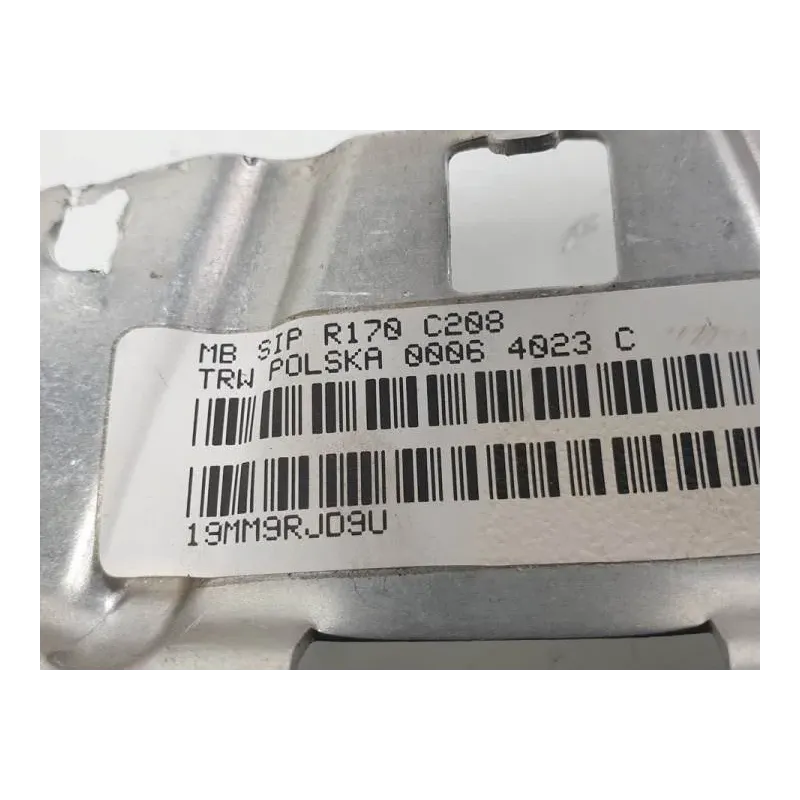 MB SIP R170 C208
TRW POLSKA 0006 4023 C
19MM9RJD9U